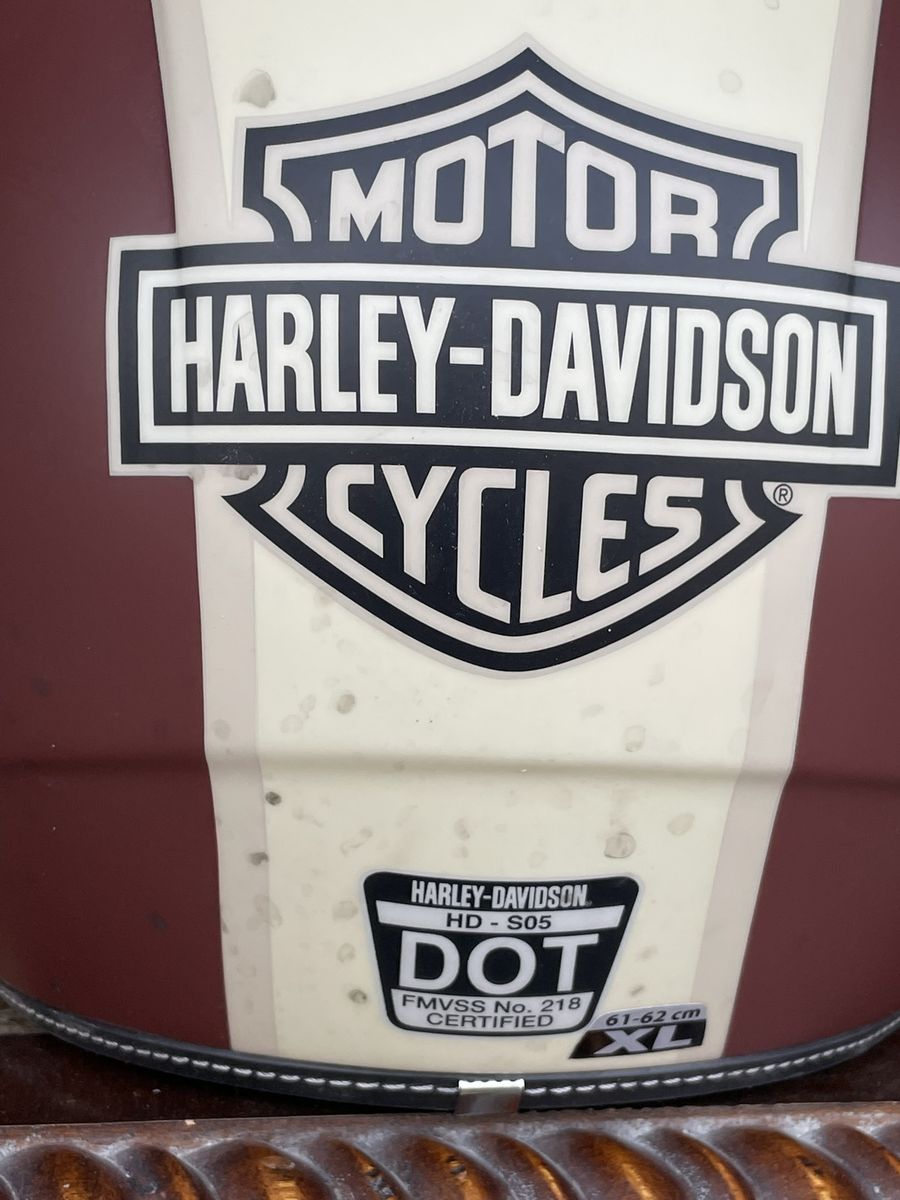 MOTOR
HARLEY-DAVIDSON
CYCLES ®
HARLEY-DAVIDSON
HD - S05
DOT
FMVSS No. 218
CERTIFIED
61-62 cm
XL